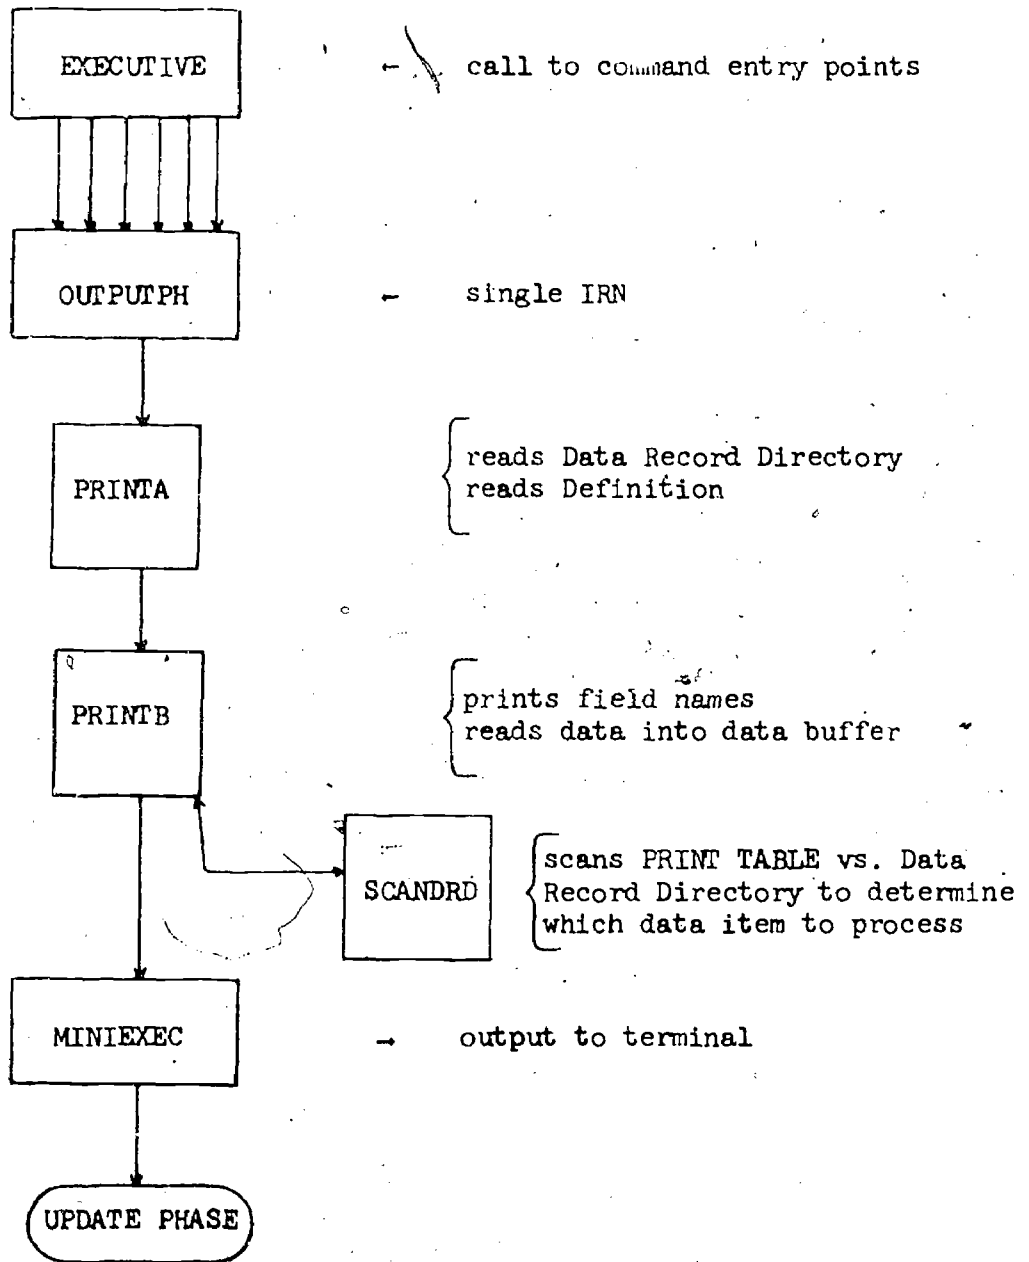 EXECUTIVE
← call to command entry points
OUTPUTPH
← single IRN
PRINTA
reads Data Record Directory
reads Definition
PRINTB
prints field names
reads data into data buffer
SCANDRD
scans PRINT TABLE vs. Data
Record Directory to determine
which data item to process
MINIEXEC
→ output to terminal
UPDATE PHASE